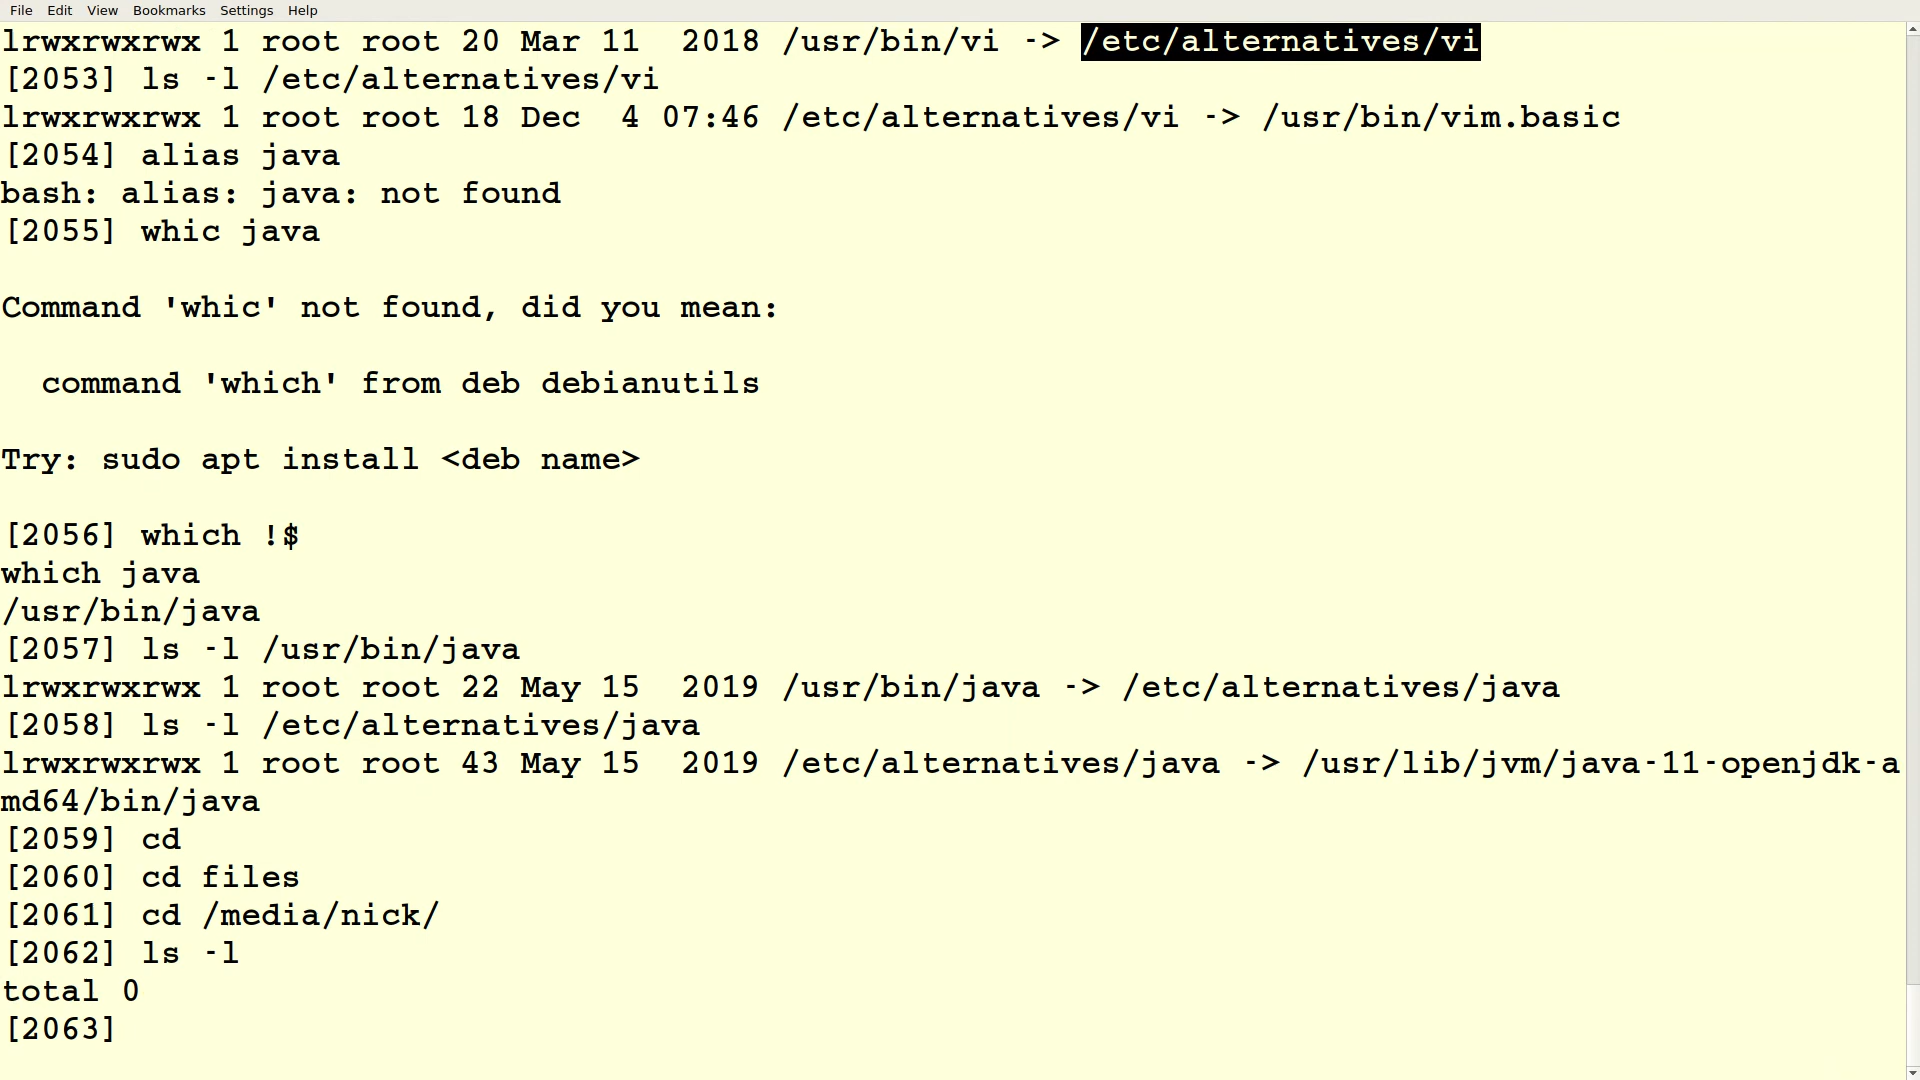 File Edit View Bookmarks Settings Help
lrwxrwxrwx 1 root root 20 Mar 11  2018 /usr/bin/vi -> /etc/alternatives/vi
[2053] ls -l /etc/alternatives/vi
lrwxrwxrwx 1 root root 18 Dec  4 07:46 /etc/alternatives/vi -> /usr/bin/vim.basic
[2054] alias java
bash: alias: java: not found
[2055] whic java
Command 'whic' not found, did you mean:
  command 'which' from deb debianutils
Try: sudo apt install <deb name>
[2056] which !$
which java
/usr/bin/java
[2057] ls -l /usr/bin/java
lrwxrwxrwx 1 root root 22 May 15  2019 /usr/bin/java -> /etc/alternatives/java
[2058] ls -l /etc/alternatives/java
lrwxrwxrwx 1 root root 43 May 15  2019 /etc/alternatives/java -> /usr/lib/jvm/java-11-openjdk-a
md64/bin/java
[2059] cd
[2060] cd files
[2061] cd /media/nick/
[2062] ls -l
total 0
[2063]